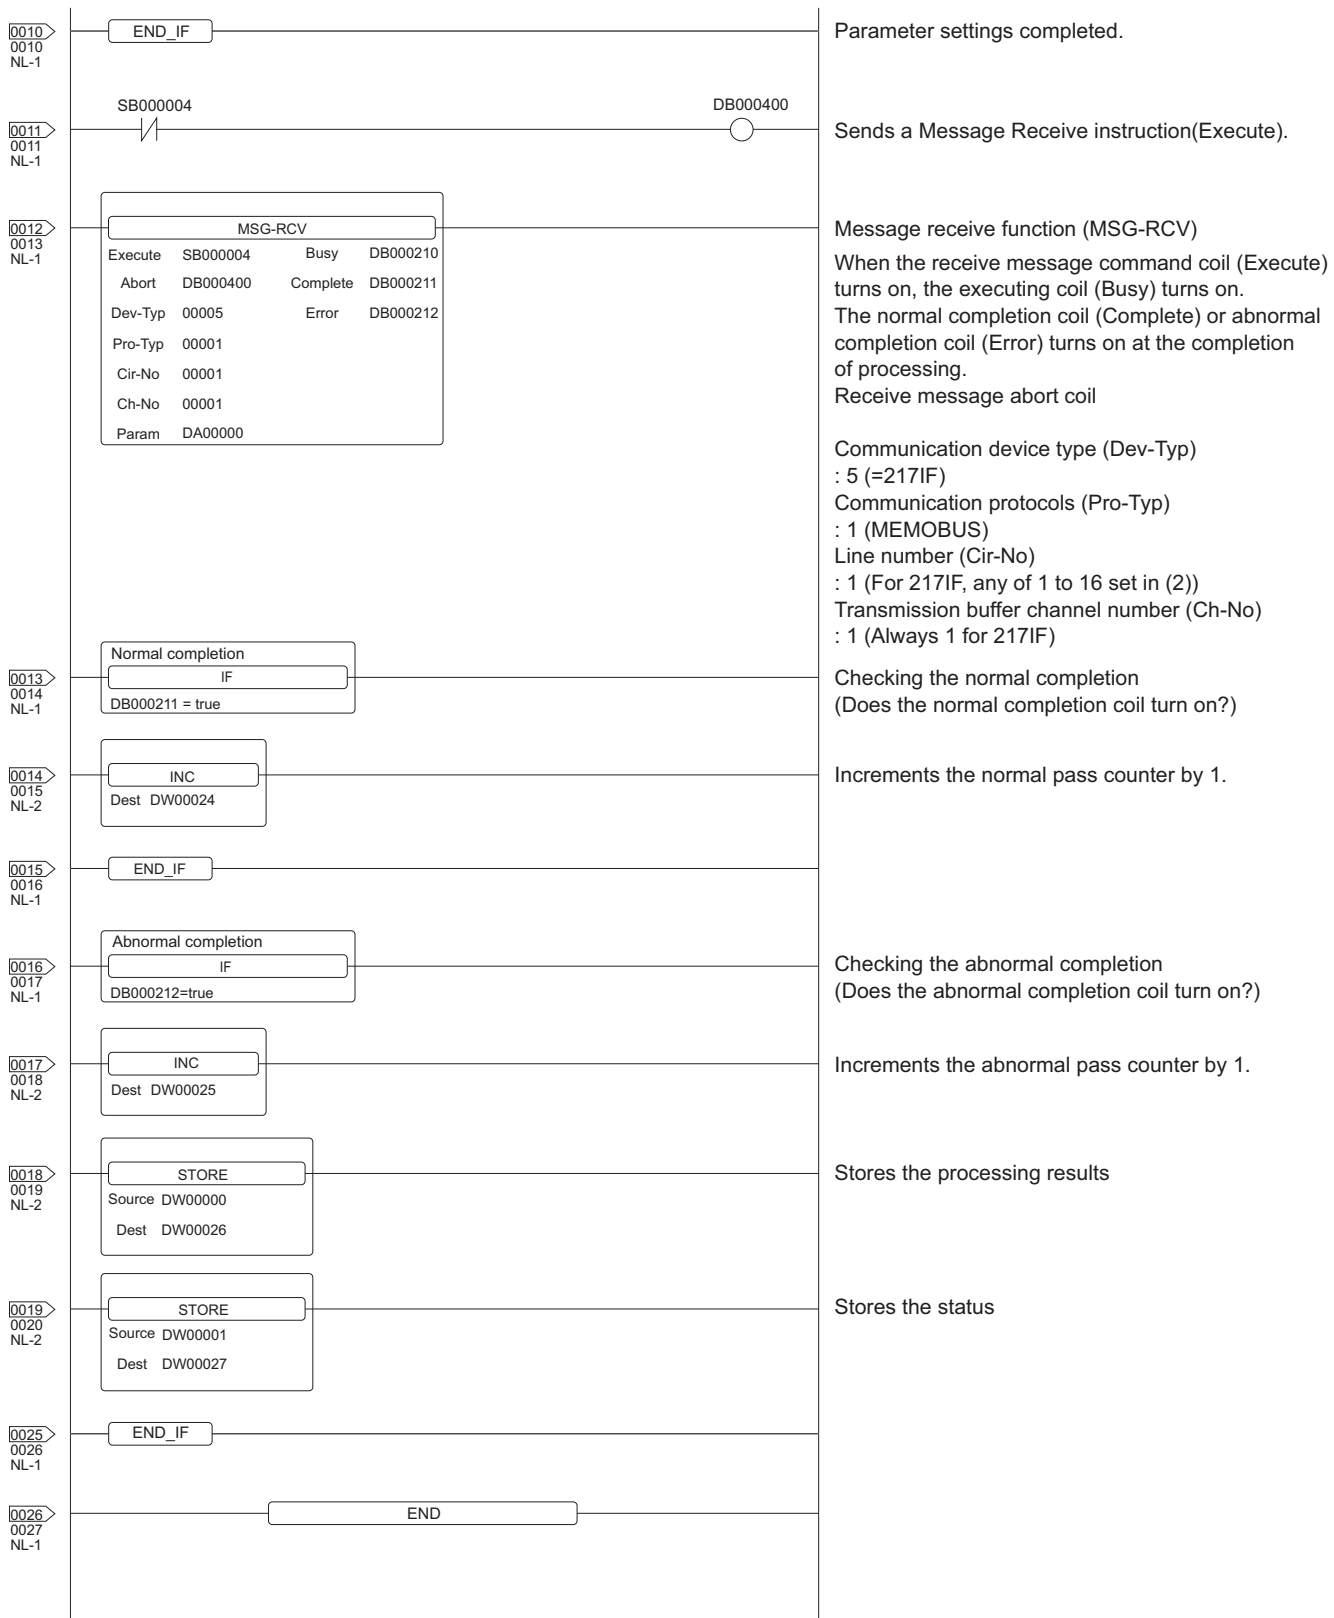 0010 END_IF Parameter settings completed.
0010
NL-1
SB000004 DB000400
0011 Sends a Message Receive instruction(Execute).
0011
NL-1
0012 MSG-RCV Message receive function (MSG-RCV)
0013
NL-1
Execute SB000004 Busy DB000210
Abort DB000400 Complete DB000211
Dev-Typ 00005 Error DB000212
Pro-Typ 00001
Cir-No 00001
Ch-No 00001
Param DA00000
When the receive message command coil (Execute)
turns on, the executing coil (Busy) turns on.
The normal completion coil (Complete) or abnormal
completion coil (Error) turns on at the completion
of processing.
Receive message abort coil
Communication device type (Dev-Typ)
: 5 (=217IF)
Communication protocols (Pro-Typ)
: 1 (MEMOBUS)
Line number (Cir-No)
: 1 (For 217IF, any of 1 to 16 set in (2))
Transmission buffer channel number (Ch-No)
: 1 (Always 1 for 217IF)
Normal completion
0013 IF Checking the normal completion
0014
NL-1
DB000211 = true (Does the normal completion coil turn on?)
0014 INC Increments the normal pass counter by 1.
0015
NL-2
Dest DW00024
0015 END_IF
0016
NL-1
Abnormal completion
0016 IF Checking the abnormal completion
0017
NL-1
DB000212=true (Does the abnormal completion coil turn on?)
0017 INC Increments the abnormal pass counter by 1.
0018
NL-2
Dest DW00025
0018 STORE Stores the processing results
0019
NL-2
Source DW00000
Dest DW00026
0019 STORE Stores the status
0020
NL-2
Source DW00001
Dest DW00027
0025 END_IF
0026
NL-1
0026 END
0027
NL-1